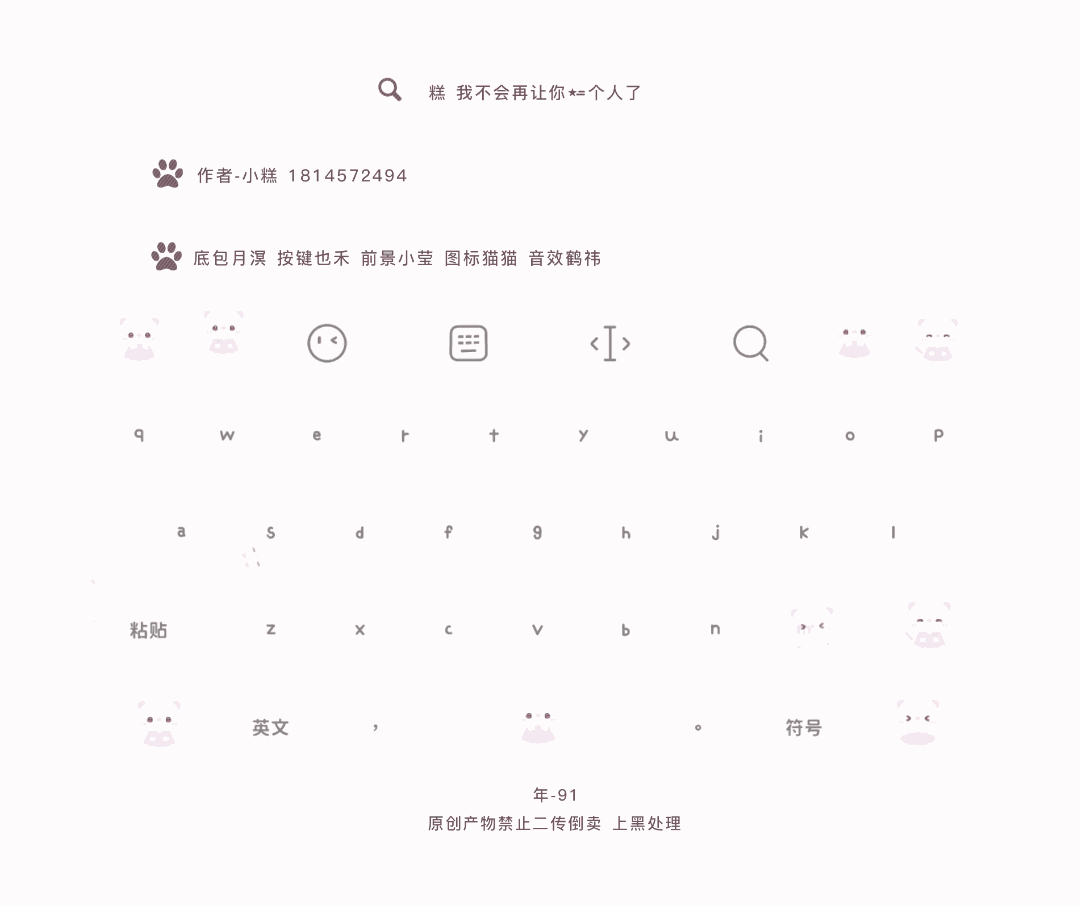 糕 我不会再让你⋆=个人了
作者-小糕 1814572494
底包月溟 按键也禾 前景小莹 图标猫猫 音效鹤祎
q w e r t y u i o p
a s d f g h j k l
粘贴 z x c v b n
英文 ， 。 符号
年-91
原创产物禁止二传倒卖 上黑处理